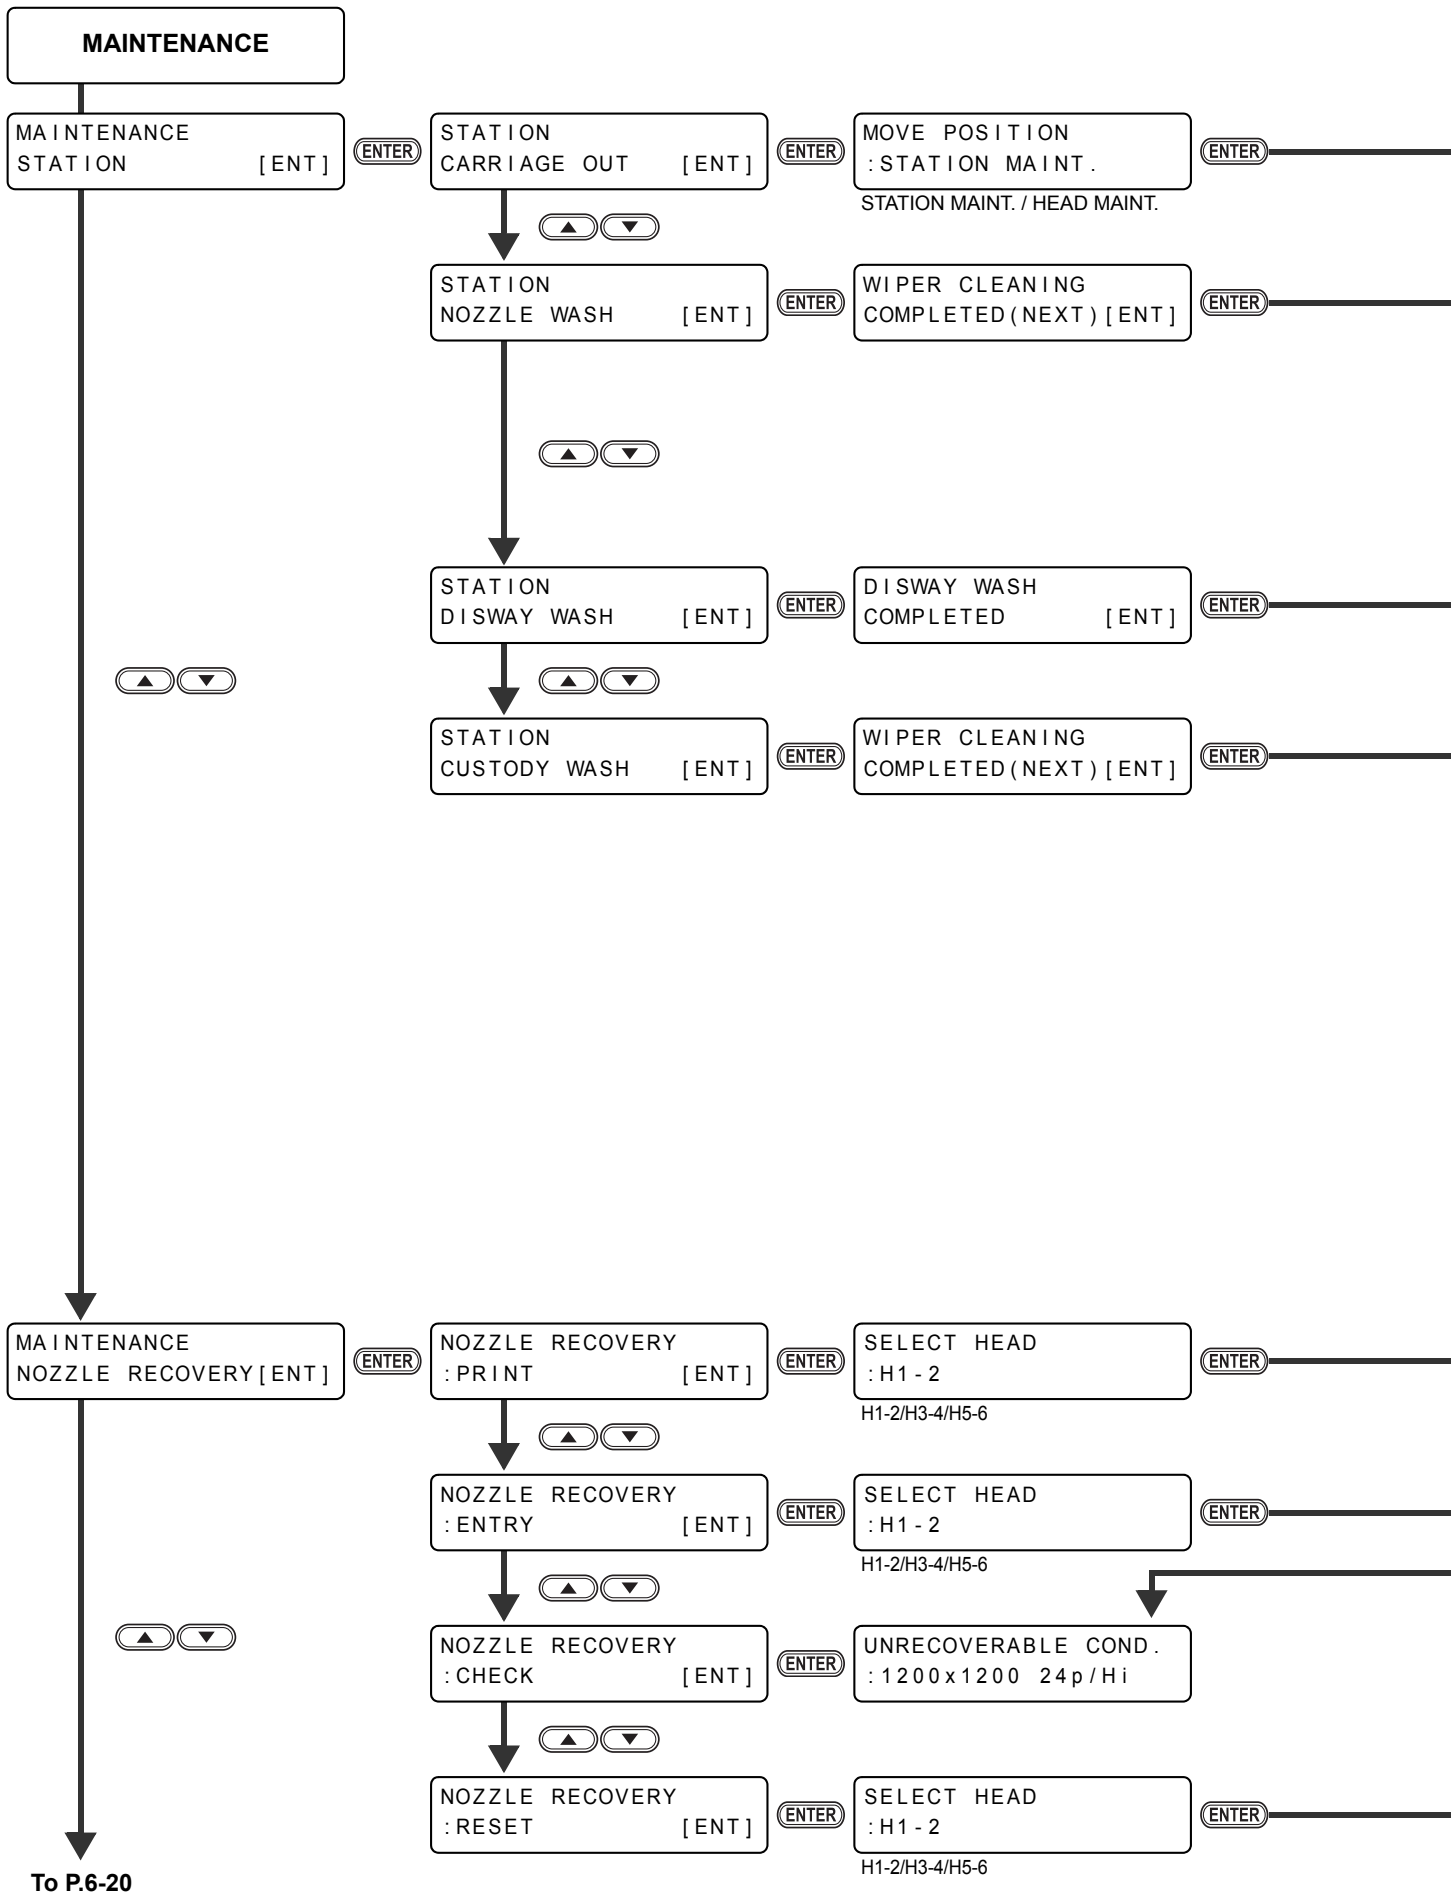 MAINTENANCE
MAINTENANCE
STATION [ENT]
ENTER
STATION
CARRIAGE OUT [ENT]
ENTER
MOVE POSITION
:STATION MAINT.
ENTER
STATION MAINT. / HEAD MAINT.
STATION
NOZZLE WASH [ENT]
ENTER
WIPER CLEANING
COMPLETED(NEXT)[ENT]
ENTER
STATION
DISWAY WASH [ENT]
ENTER
DISWAY WASH
COMPLETED [ENT]
ENTER
STATION
CUSTODY WASH [ENT]
ENTER
WIPER CLEANING
COMPLETED(NEXT)[ENT]
ENTER
MAINTENANCE
NOZZLE RECOVERY[ENT]
ENTER
NOZZLE RECOVERY
:PRINT [ENT]
ENTER
SELECT HEAD
:H1-2
ENTER
H1-2/H3-4/H5-6
NOZZLE RECOVERY
:ENTRY [ENT]
ENTER
SELECT HEAD
:H1-2
ENTER
H1-2/H3-4/H5-6
NOZZLE RECOVERY
:CHECK [ENT]
ENTER
UNRECOVERABLE COND.
:1200x1200 24p/Hi
NOZZLE RECOVERY
:RESET [ENT]
ENTER
SELECT HEAD
:H1-2
ENTER
H1-2/H3-4/H5-6
To P.6-20